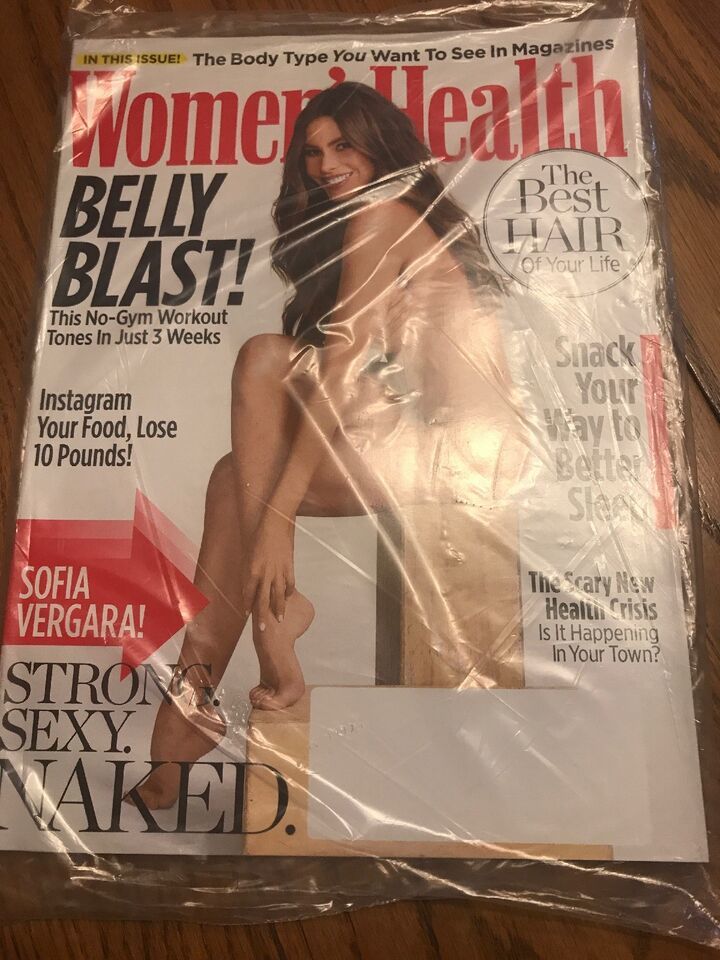 IN THIS ISSUE! The Body Type You Want To See In Magazines
Women's Health
BELLY
BLAST!
This No-Gym Workout
Tones In Just 3 Weeks
The
Best
HAIR
Of Your Life
Instagram
Your Food, Lose
10 Pounds!
Snack
Your
Way to
Better
Sleep
SOFIA
VERGARA!
The Scary New
Health Crisis
Is It Happening
In Your Town?
STRONG.
SEXY.
NAKED.